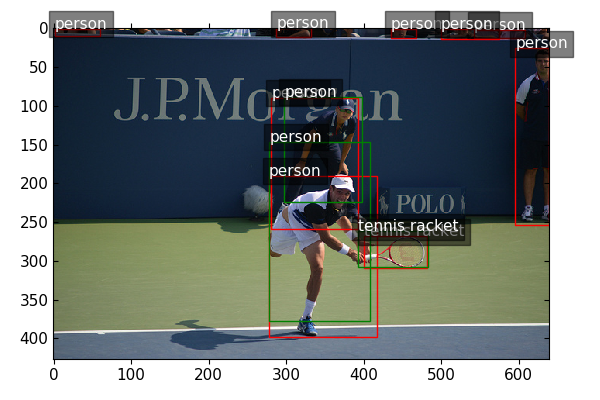 person person person person person
person
person person
J.P.Morgan
person
person
POLO
tennis racket
tennis racket
0
50
100
150
200
250
300
350
400
0 100 200 300 400 500 600